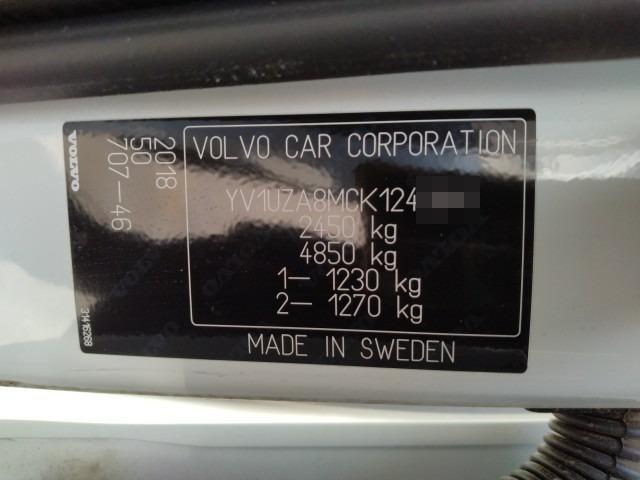 VOLVO
2018
50
707-46
31416268
VOLVO CAR CORPORATION
YV1UZA8MCK124
2450 kg
4850 kg
1- 1230 kg
2- 1270 kg
MADE IN SWEDEN